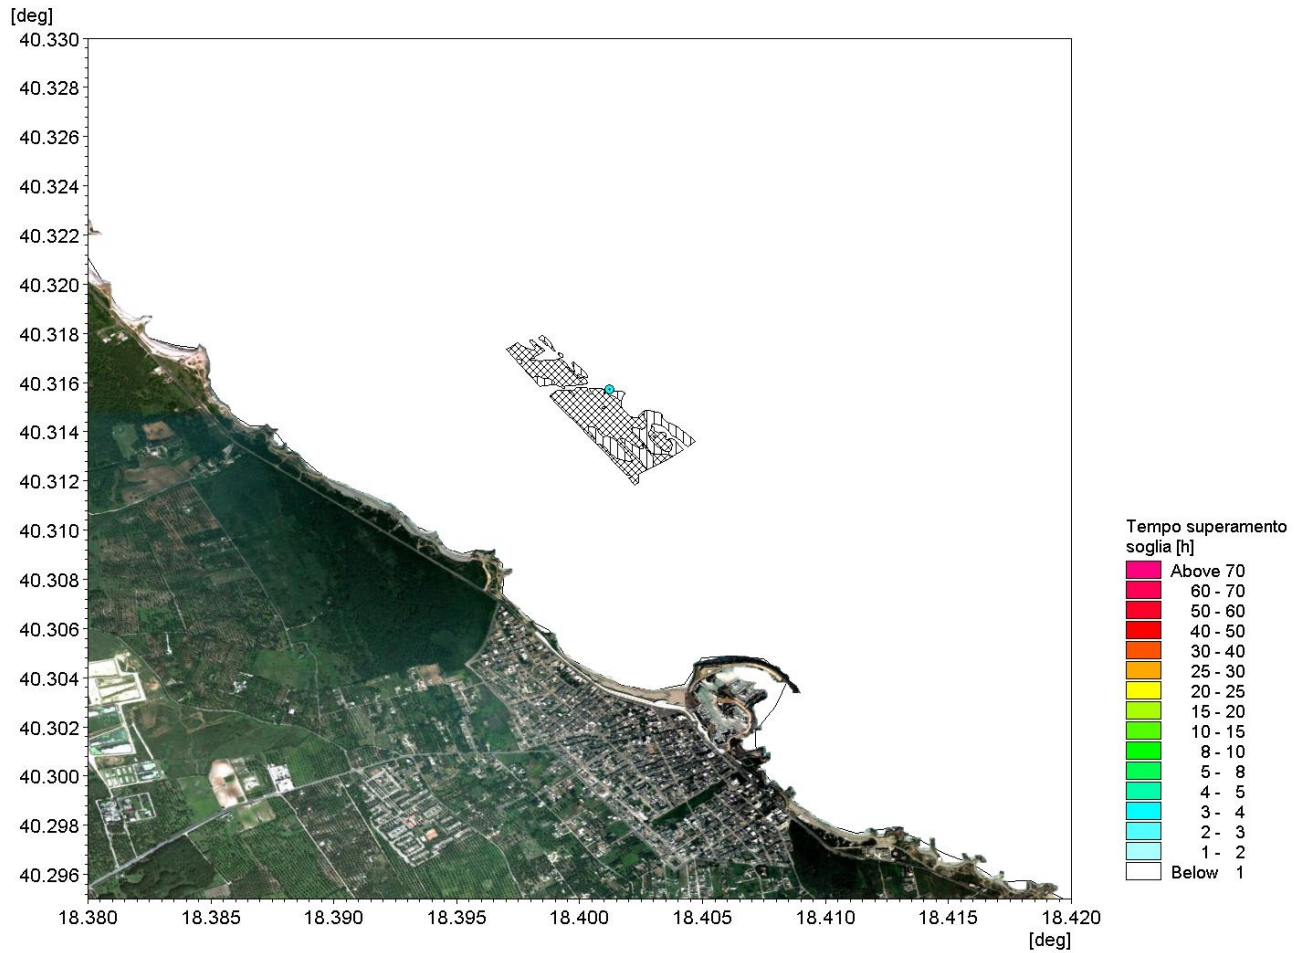 [deg]
40.330
40.328
40.326
40.324
40.322
40.320
40.318
40.316
40.314
40.312
40.310
40.308
40.306
40.304
40.302
40.300
40.298
40.296
18.380 18.385 18.390 18.395 18.400 18.405 18.410 18.415 18.420
[deg]
Tempo superamento
soglia [h]
Above 70
60 - 70
50 - 60
40 - 50
30 - 40
25 - 30
20 - 25
15 - 20
10 - 15
8 - 10
5 - 8
4 - 5
3 - 4
2 - 3
1 - 2
Below 1